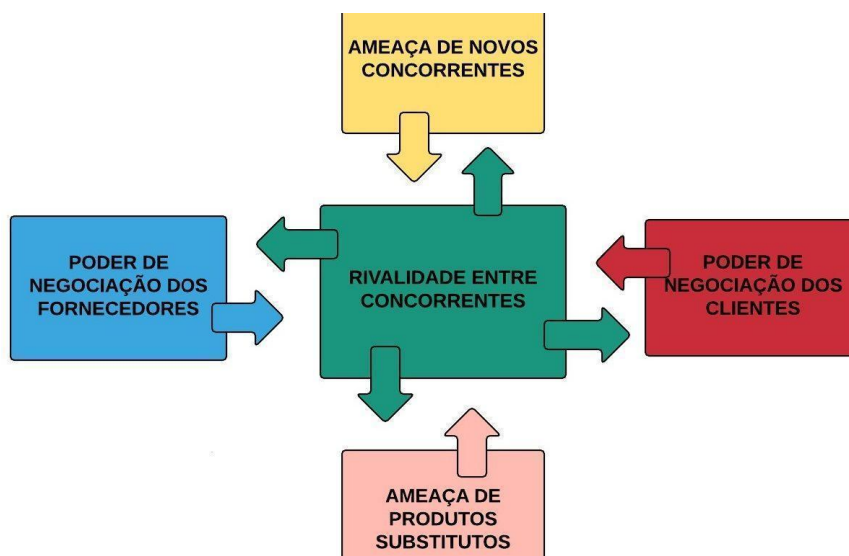 AMEAÇA DE NOVOS
CONCORRENTES
PODER DE
NEGOCIAÇÃO DOS
FORNECEDORES
RIVALIDADE ENTRE
CONCORRENTES
PODER DE
NEGOCIAÇÃO DOS
CLIENTES
AMEAÇA DE
PRODUTOS
SUBSTITUTOS